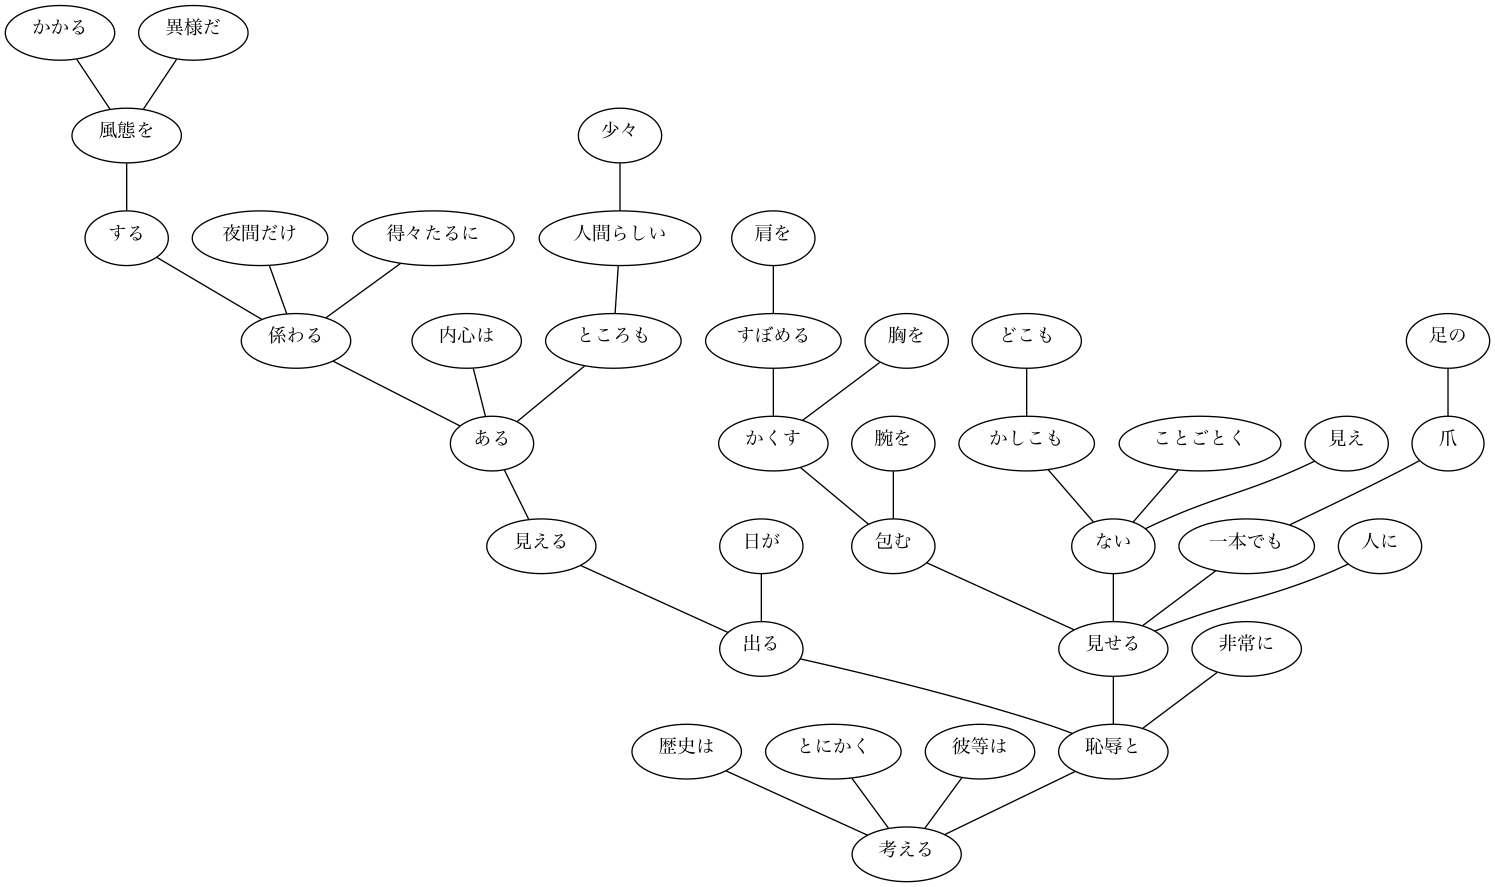 かかる
異様だ
風態を
少々
する
夜間だけ
得々たるに
人間らしい
肩を
係わる
内心は
ところも
すぼめる
胸を
どこも
足の
ある
かくす
腕を
かしこも
ことごとく
見え
爪
見える
日が
包む
ない
一本でも
人に
出る
見せる
非常に
歴史は
とにかく
彼等は
恥辱と
考える